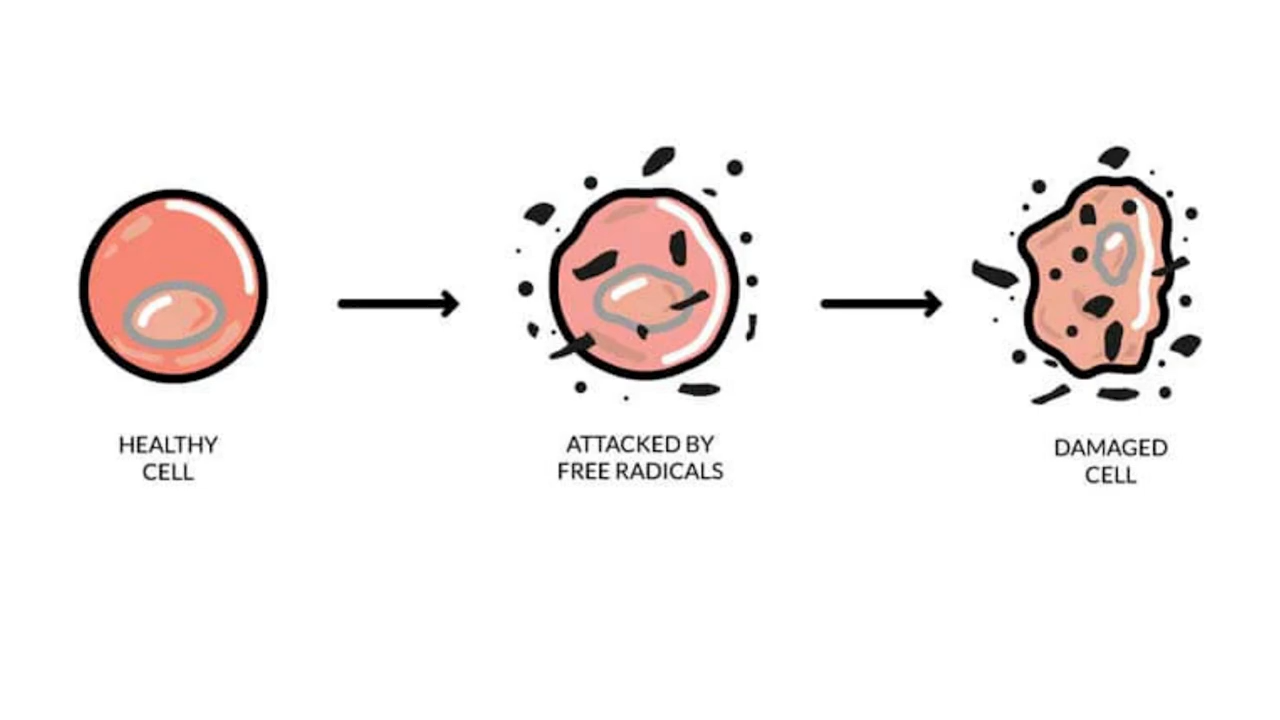 HEALTHY
CELL
ATTACKED BY
FREE RADICALS
DAMAGED
CELL